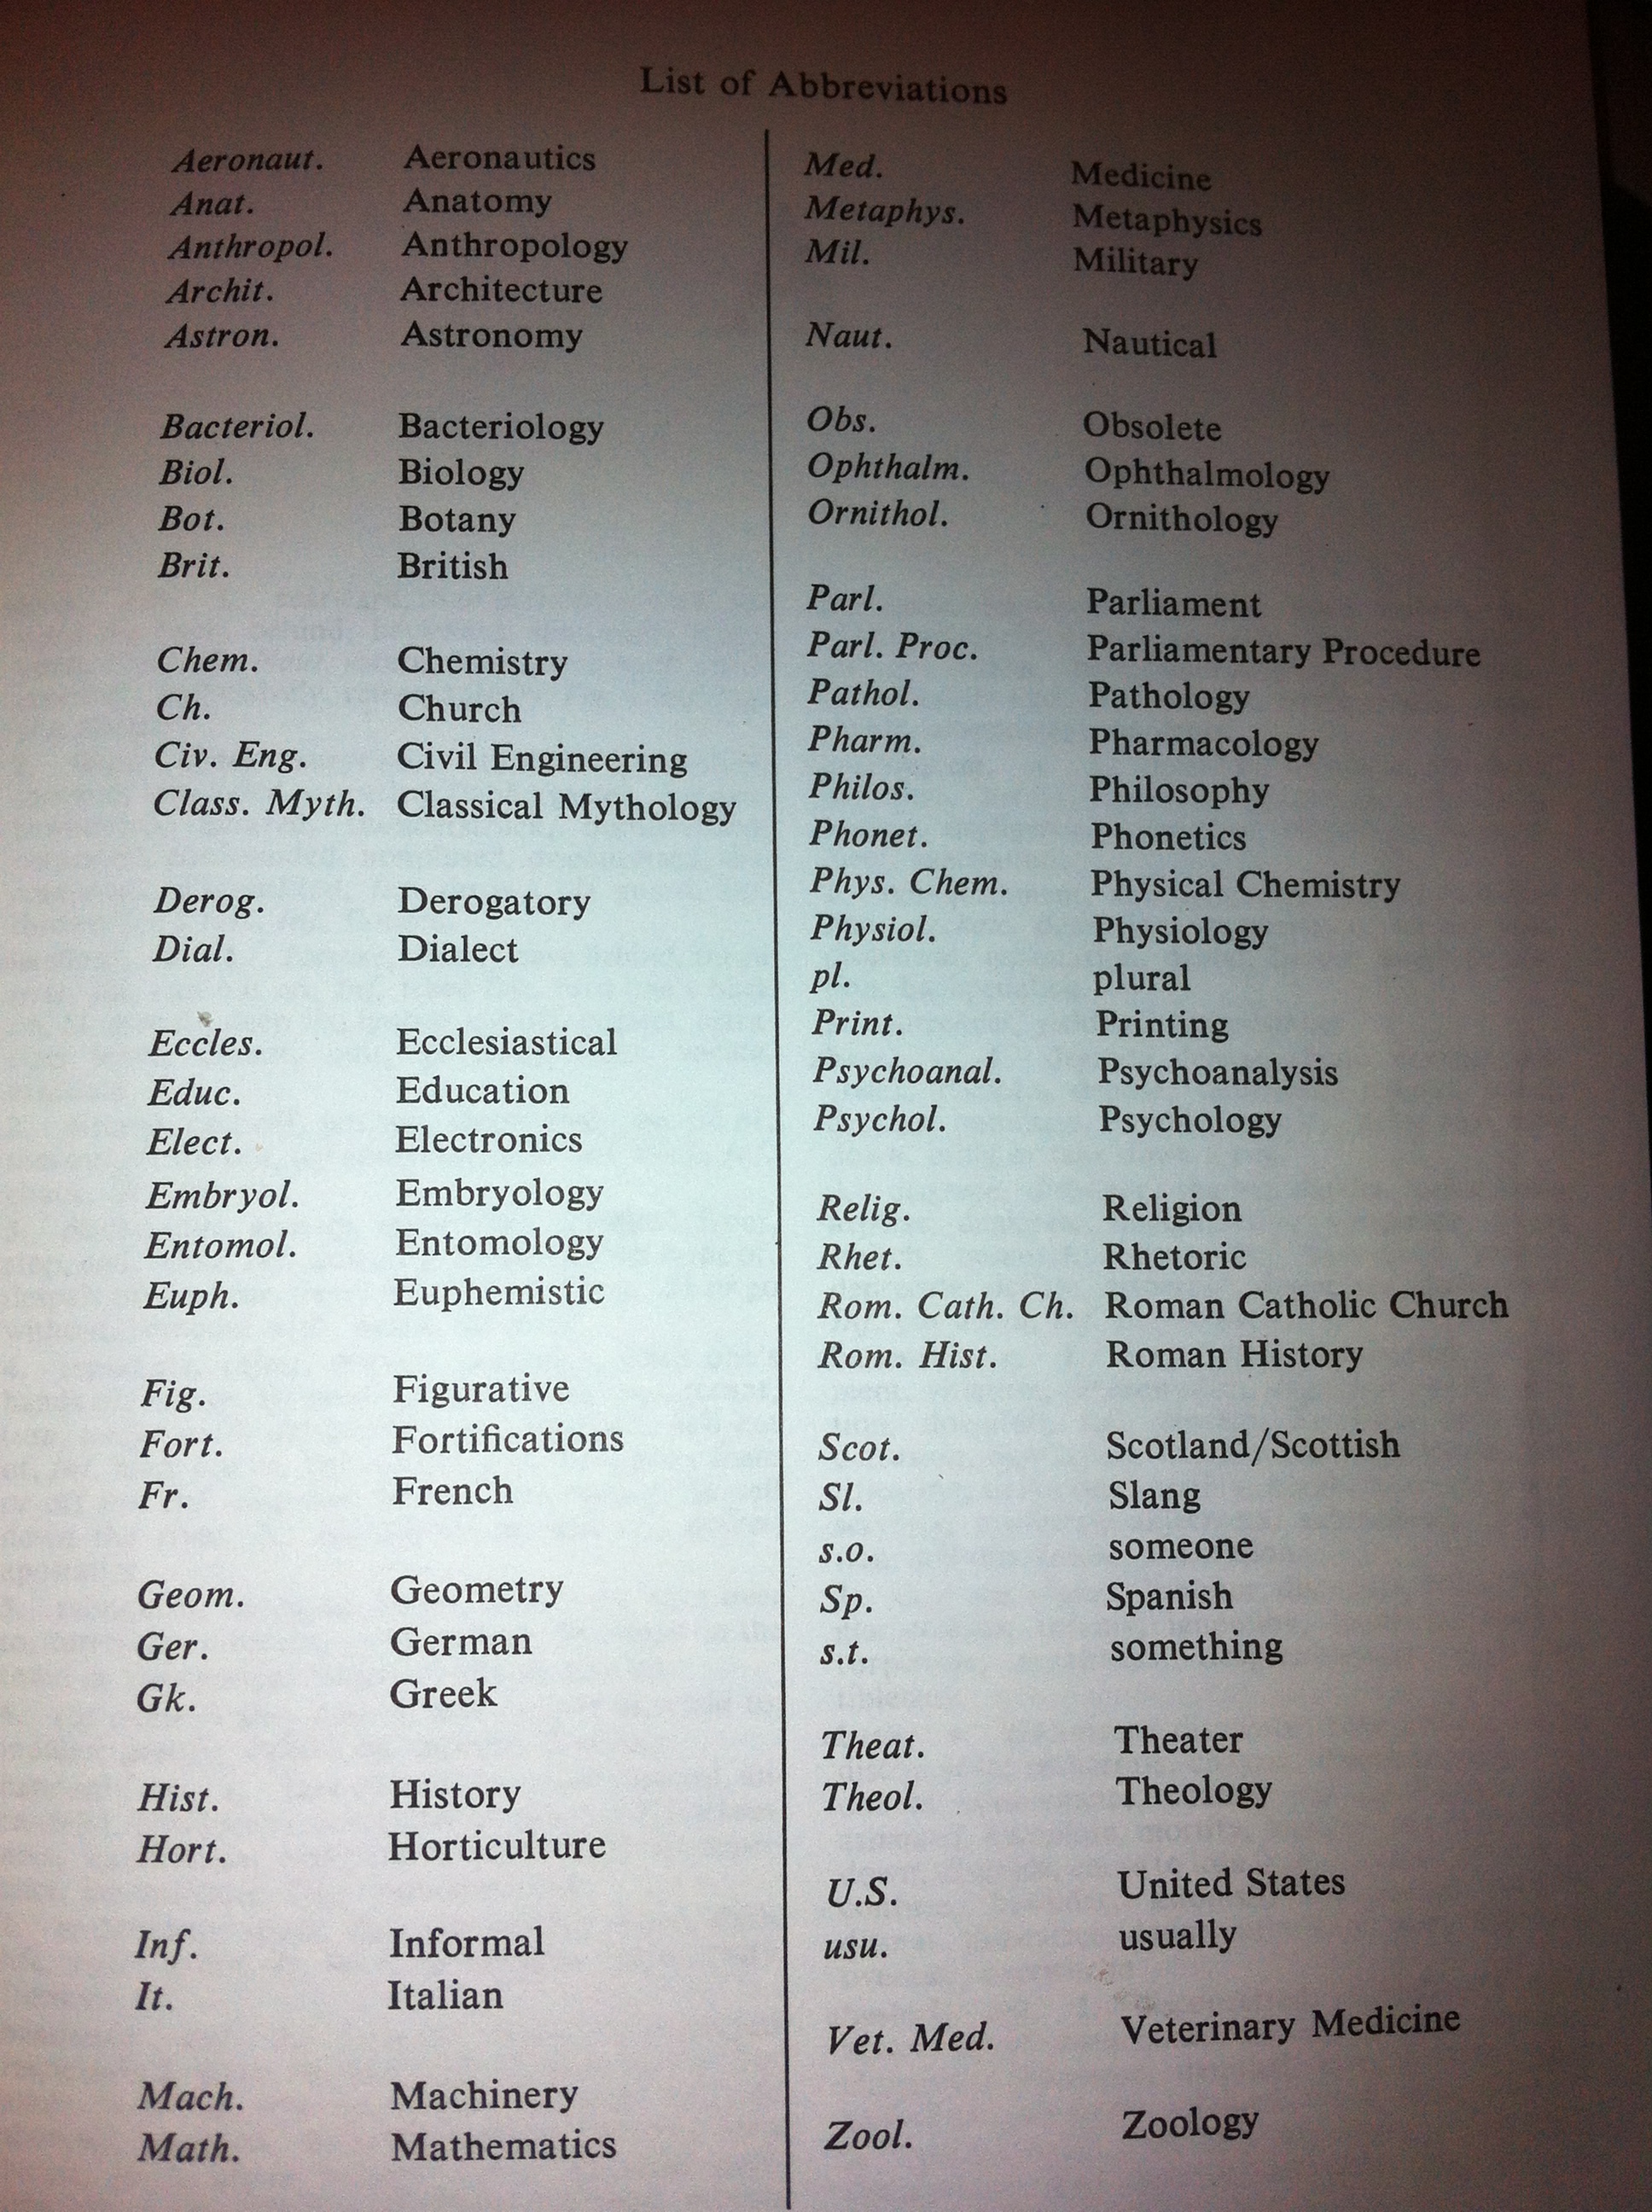 List of Abbreviations
Aeronaut. Aeronautics
Anat. Anatomy
Anthropol. Anthropology
Archit. Architecture
Astron. Astronomy
Bacteriol. Bacteriology
Biol. Biology
Bot. Botany
Brit. British
Chem. Chemistry
Ch. Church
Civ. Eng. Civil Engineering
Class. Myth. Classical Mythology
Derog. Derogatory
Dial. Dialect
Eccles. Ecclesiastical
Educ. Education
Elect. Electronics
Embryol. Embryology
Entomol. Entomology
Euph. Euphemistic
Fig. Figurative
Fort. Fortifications
Fr. French
Geom. Geometry
Ger. German
Gk. Greek
Hist. History
Hort. Horticulture
Inf. Informal
It. Italian
Mach. Machinery
Math. Mathematics
Med. Medicine
Metaphys. Metaphysics
Mil. Military
Naut. Nautical
Obs. Obsolete
Ophthalm. Ophthalmology
Ornithol. Ornithology
Parl. Parliament
Parl. Proc. Parliamentary Procedure
Pathol. Pathology
Pharm. Pharmacology
Philos. Philosophy
Phonet. Phonetics
Phys. Chem. Physical Chemistry
Physiol. Physiology
pl. plural
Print. Printing
Psychoanal. Psychoanalysis
Psychol. Psychology
Relig. Religion
Rhet. Rhetoric
Rom. Cath. Ch. Roman Catholic Church
Rom. Hist. Roman History
Scot. Scotland/Scottish
Sl. Slang
s.o. someone
Sp. Spanish
s.t. something
Theat. Theater
Theol. Theology
U.S. United States
usu. usually
Vet. Med. Veterinary Medicine
Zool. Zoology